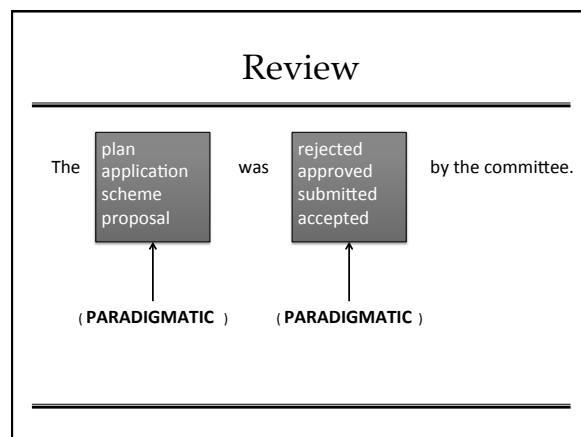 Review
The
plan
application
scheme
proposal
was
rejected
approved
submitted
accepted
by the committee.
( PARADIGMATIC )
( PARADIGMATIC )